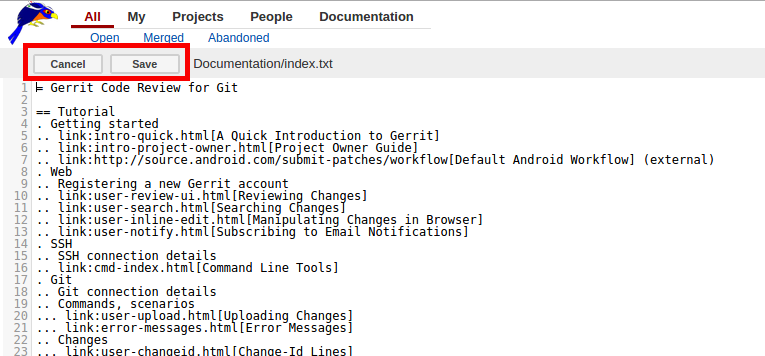 All My Projects People Documentation
Open Merged Abandoned
Cancel Save Documentation/index.txt
1 = Gerrit Code Review for Git
2
3 == Tutorial
4 . Getting started
5 .. link:intro-quick.html[A Quick Introduction to Gerrit]
6 .. link:intro-project-owner.html[Project Owner Guide]
7 .. link:http://source.android.com/submit-patches/workflow[Default Android Workflow] (external)
8 . Web
9 .. Registering a new Gerrit account
10 .. link:user-review-ui.html[Reviewing Changes]
11 .. link:user-search.html[Searching Changes]
12 .. link:user-inline-edit.html[Manipulating Changes in Browser]
13 .. link:user-notify.html[Subscribing to Email Notifications]
14 . SSH
15 .. SSH connection details
16 .. link:cmd-index.html[Command Line Tools]
17 . Git
18 .. Git connection details
19 .. Commands, scenarios
20 ... link:user-upload.html[Uploading Changes]
21 ... link:error-messages.html[Error Messages]
22 .. Changes
23 ... link:user-changeid.html[Change-Id Lines]